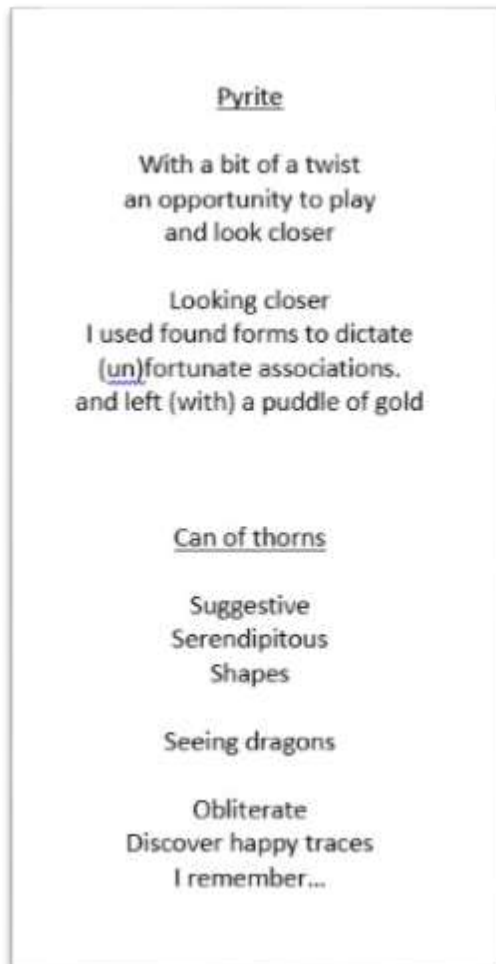 Pyrite
With a bit of a twist
an opportunity to play
and look closer
Looking closer
I used found forms to dictate
(un)fortunate associations.
and left (with) a puddle of gold
Can of thorns
Suggestive
Serendipitous
Shapes
Seeing dragons
Obliterate
Discover happy traces
I remember...